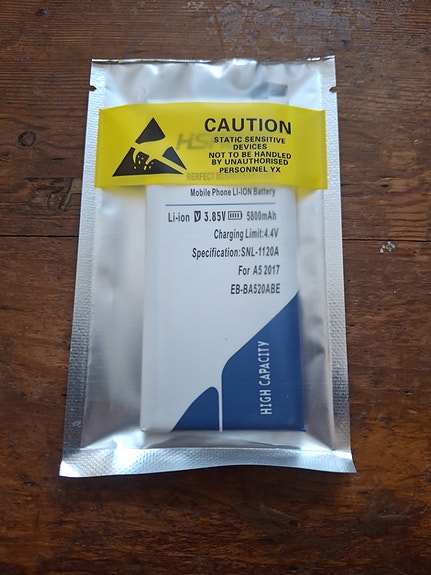 CAUTION
STATIC SENSITIVE
DEVICES
NOT TO BE HANDLED
BY UNAUTHORISED
PERSONNEL YX
Mobile Phone LI-ION Battery
Li-ion 3.85V 5800mAh
Charging Limit:4.4V
Specification:SNL-1120A
For A5 2017
EB-BA520ABE
HIGH CAPACITY